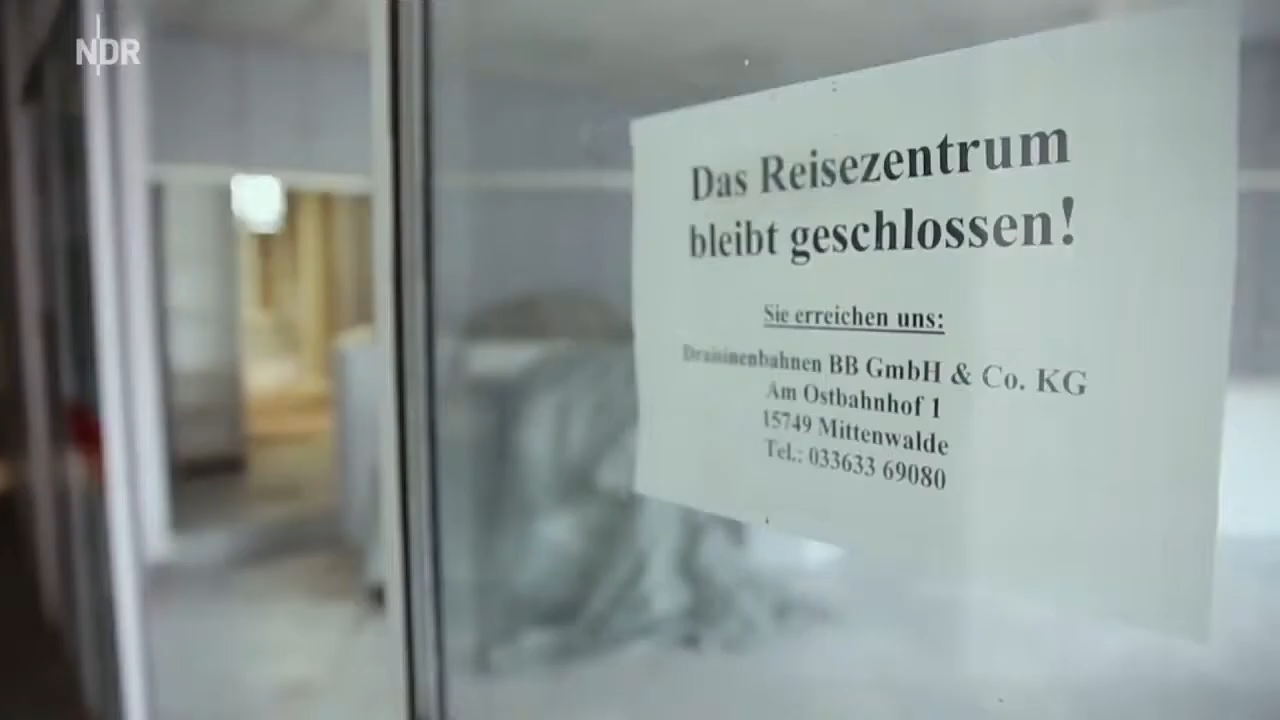 NDR
Das Reisezentrum
bleibt geschlossen!
Sie erreichen uns:
Draisinenbahnen BB GmbH & Co. KG
Am Ostbahnhof 1
15749 Mittenwalde
Tel.: 033633 69080